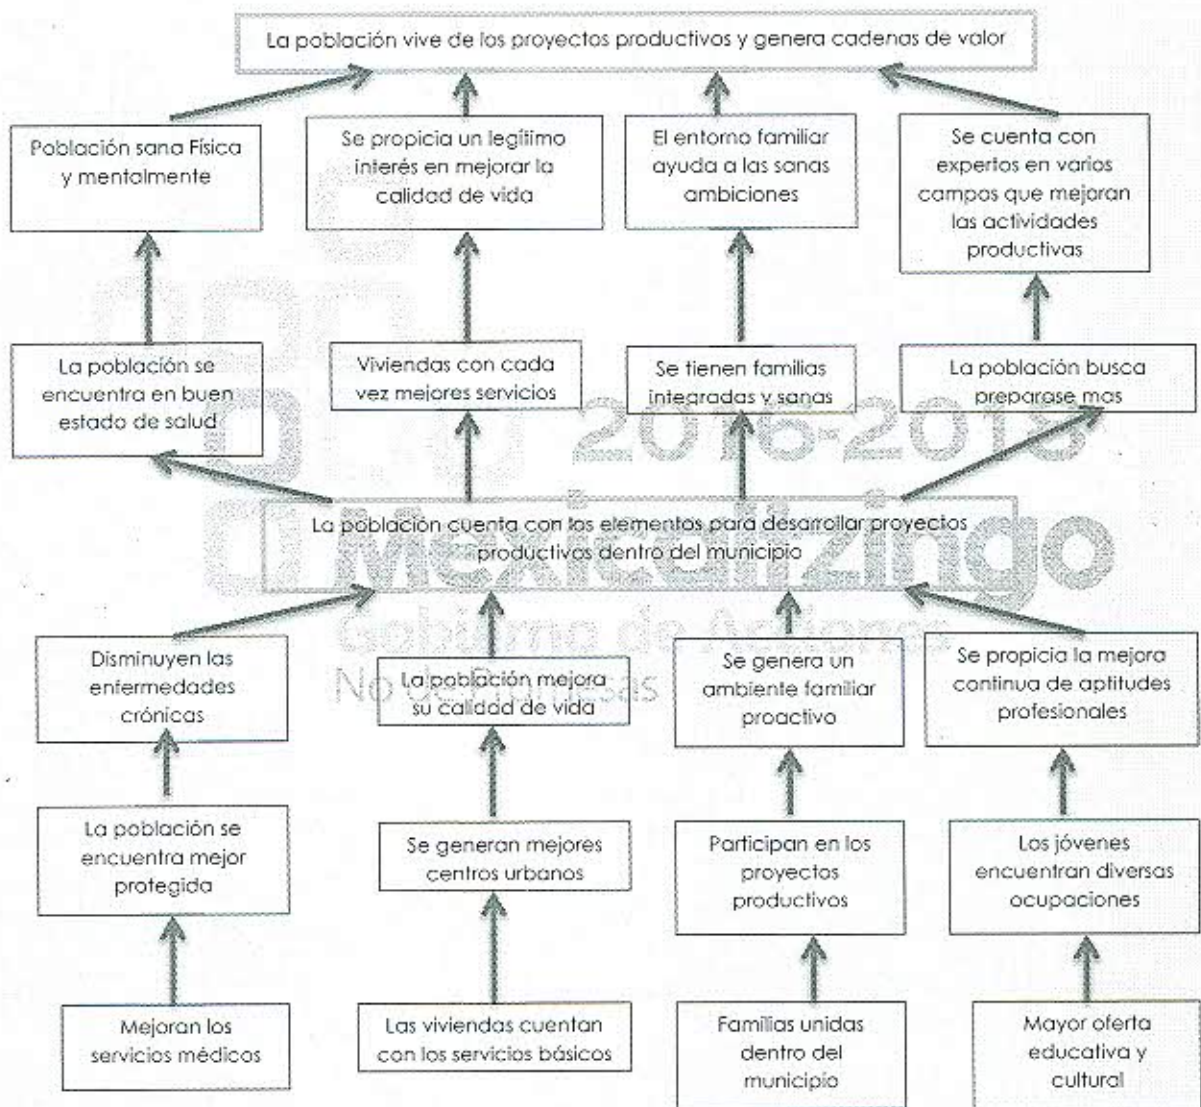 La población vive de los proyectos productivos y genera cadenas de valor
Población sana Física
y mentalmente
Se propicia un legítimo
interés en mejorar la
calidad de vida
El entorno familiar
ayuda a las sanas
ambiciones
Se cuenta con
expertos en varios
campos que mejoran
las actividades
productivas
La población se
encuentra en buen
estado de salud
Viviendas con cada
vez mejores servicios
Se tienen familias
integradas y sanas
La población busca
preparase mas
2016-2018
La población cuenta con los elementos para desarrollar proyectos
productivos dentro del municipio
Mexicaltzingo
Gobierno de Acciones
No de Promesas
Disminuyen las
enfermedades
crónicas
La población mejora
su calidad de vida
Se genera un
ambiente familiar
proactivo
Se propicia la mejora
continua de aptitudes
profesionales
La población se
encuentra mejor
protegida
Se generan mejores
centros urbanos
Participan en los
proyectos
productivos
Los jóvenes
encuentran diversas
ocupaciones
Mejoran los
servicios médicos
Las viviendas cuentan
con los servicios básicos
Familias unidas
dentro del
municipio
Mayor oferta
educativa y
cultural